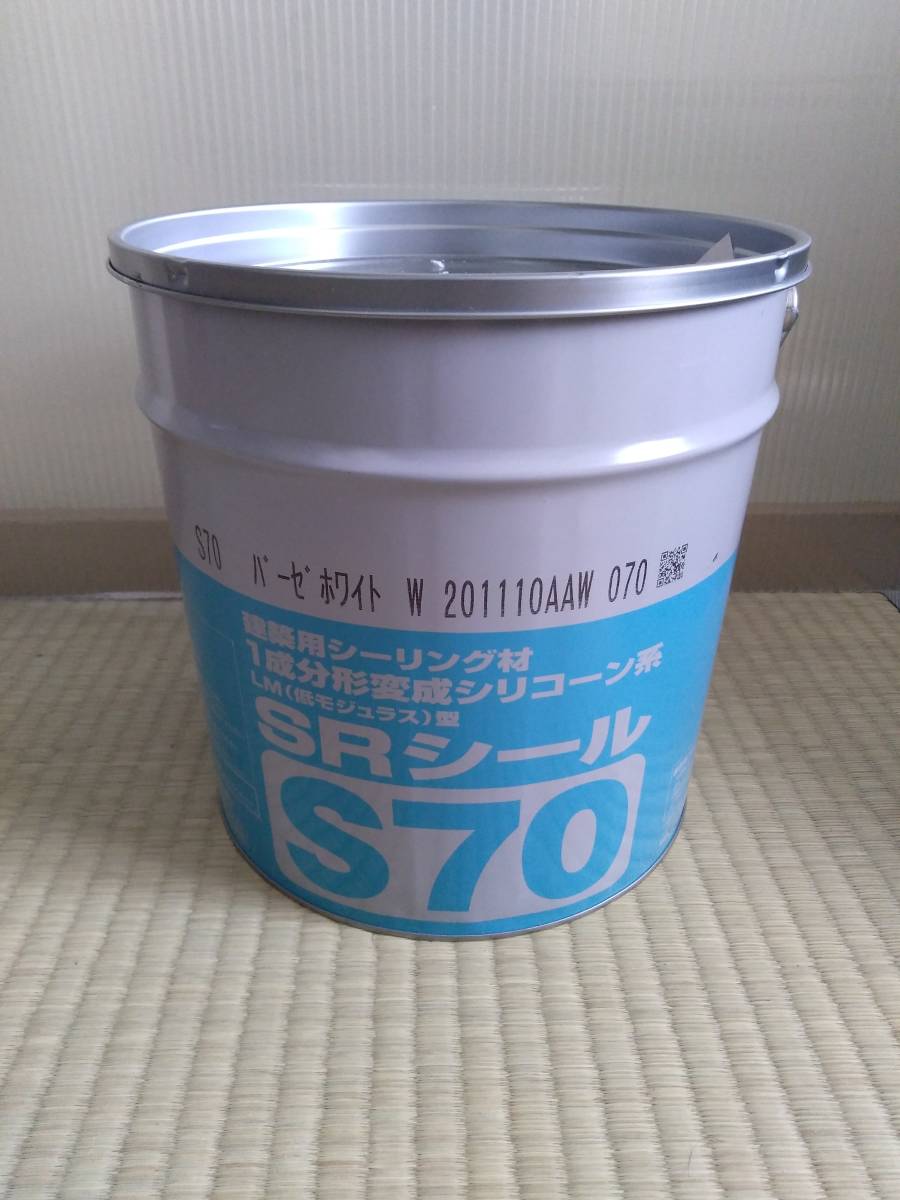 S70 バーゼホワイト W 201110AAW 070
建築用シーリング材
1成分形変成シリコーン系
LM(低モジュラス)型
SRシール
S70